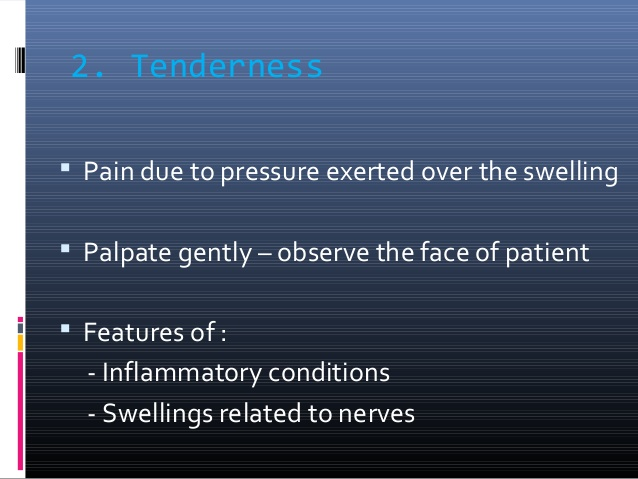 2. Tenderness
▪ Pain due to pressure exerted over the swelling
▪ Palpate gently – observe the face of patient
▪ Features of :
- Inflammatory conditions
- Swellings related to nerves